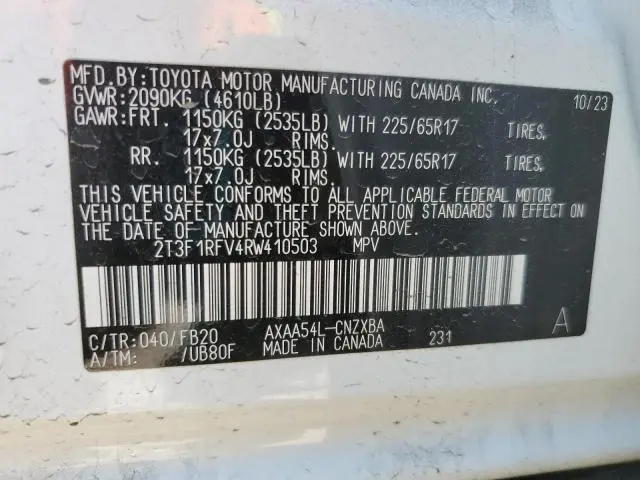 MFD.BY:TOYOTA MOTOR MANUFACTURING CANADA INC. 10/23
GVWR:2090KG (4610LB)
GAWR:FRT. 1150KG (2535LB) WITH 225/65R17 TIRES,
17x7.0J RIMS.
RR. 1150KG (2535LB) WITH 225/65R17 TIRES,
17x7.0J RIMS.
THIS VEHICLE CONFORMS TO ALL APPLICABLE FEDERAL MOTOR
VEHICLE SAFETY AND THEFT PREVENTION STANDARDS IN EFFECT ON
THE DATE OF MANUFACTURE SHOWN ABOVE.
2T3F1RFV4RW410503 MPV
C/TR:040/FB20 AXAA54L-CNZXBA 231 A
A/TM: /UB80F MADE IN CANADA